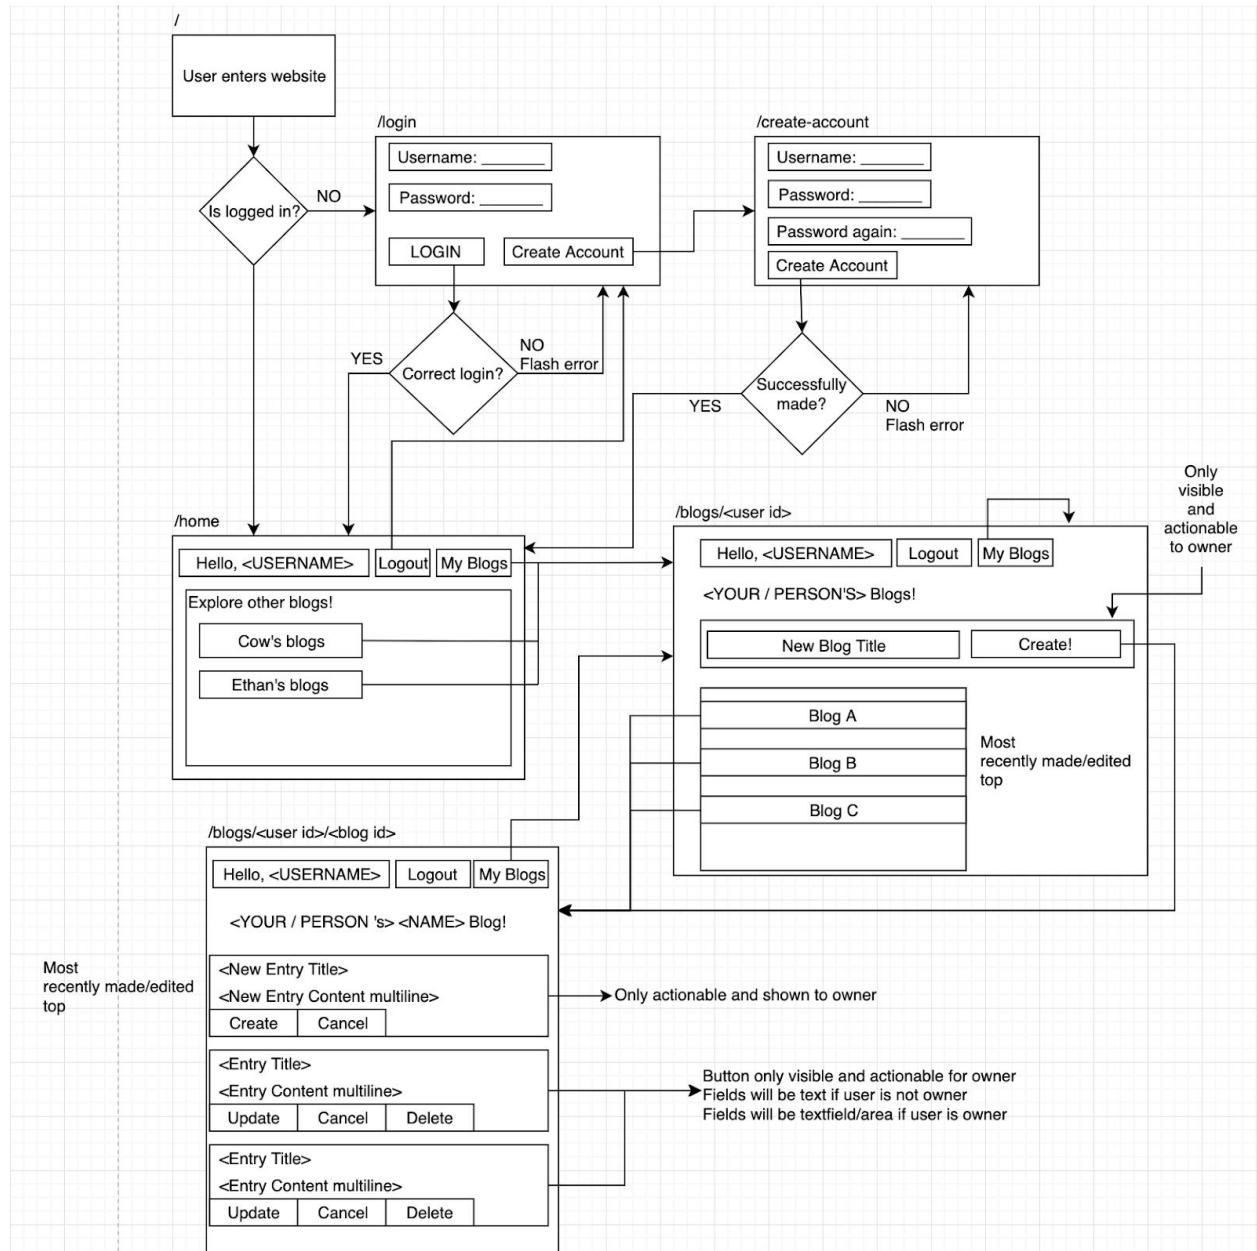 /
User enters website
Is logged in?
NO
/login
Username: _______
Password: _______
LOGIN
Create Account
/create-account
Username: _______
Password: _______
Password again: _______
Create Account
Correct login?
YES
NO
Flash error
Successfully
made?
YES
NO
Flash error
/home
Hello, <USERNAME>
Logout
My Blogs
Explore other blogs!
Cow's blogs
Ethan's blogs
/blogs/<user id>
Hello, <USERNAME>
Logout
My Blogs
Only
visible
and
actionable
to owner
<YOUR / PERSON'S> Blogs!
New Blog Title
Create!
Blog A
Blog B
Blog C
Most
recently made/edited
top
/blogs/<user id>/<blog id>
Hello, <USERNAME>
Logout
My Blogs
<YOUR / PERSON 's> <NAME> Blog!
Most
recently made/edited
top
<New Entry Title>
<New Entry Content multiline>
Create
Cancel
Only actionable and shown to owner
<Entry Title>
<Entry Content multiline>
Update
Cancel
Delete
Button only visible and actionable for owner
Fields will be text if user is not owner
Fields will be textfield/area if user is owner
<Entry Title>
<Entry Content multiline>
Update
Cancel
Delete